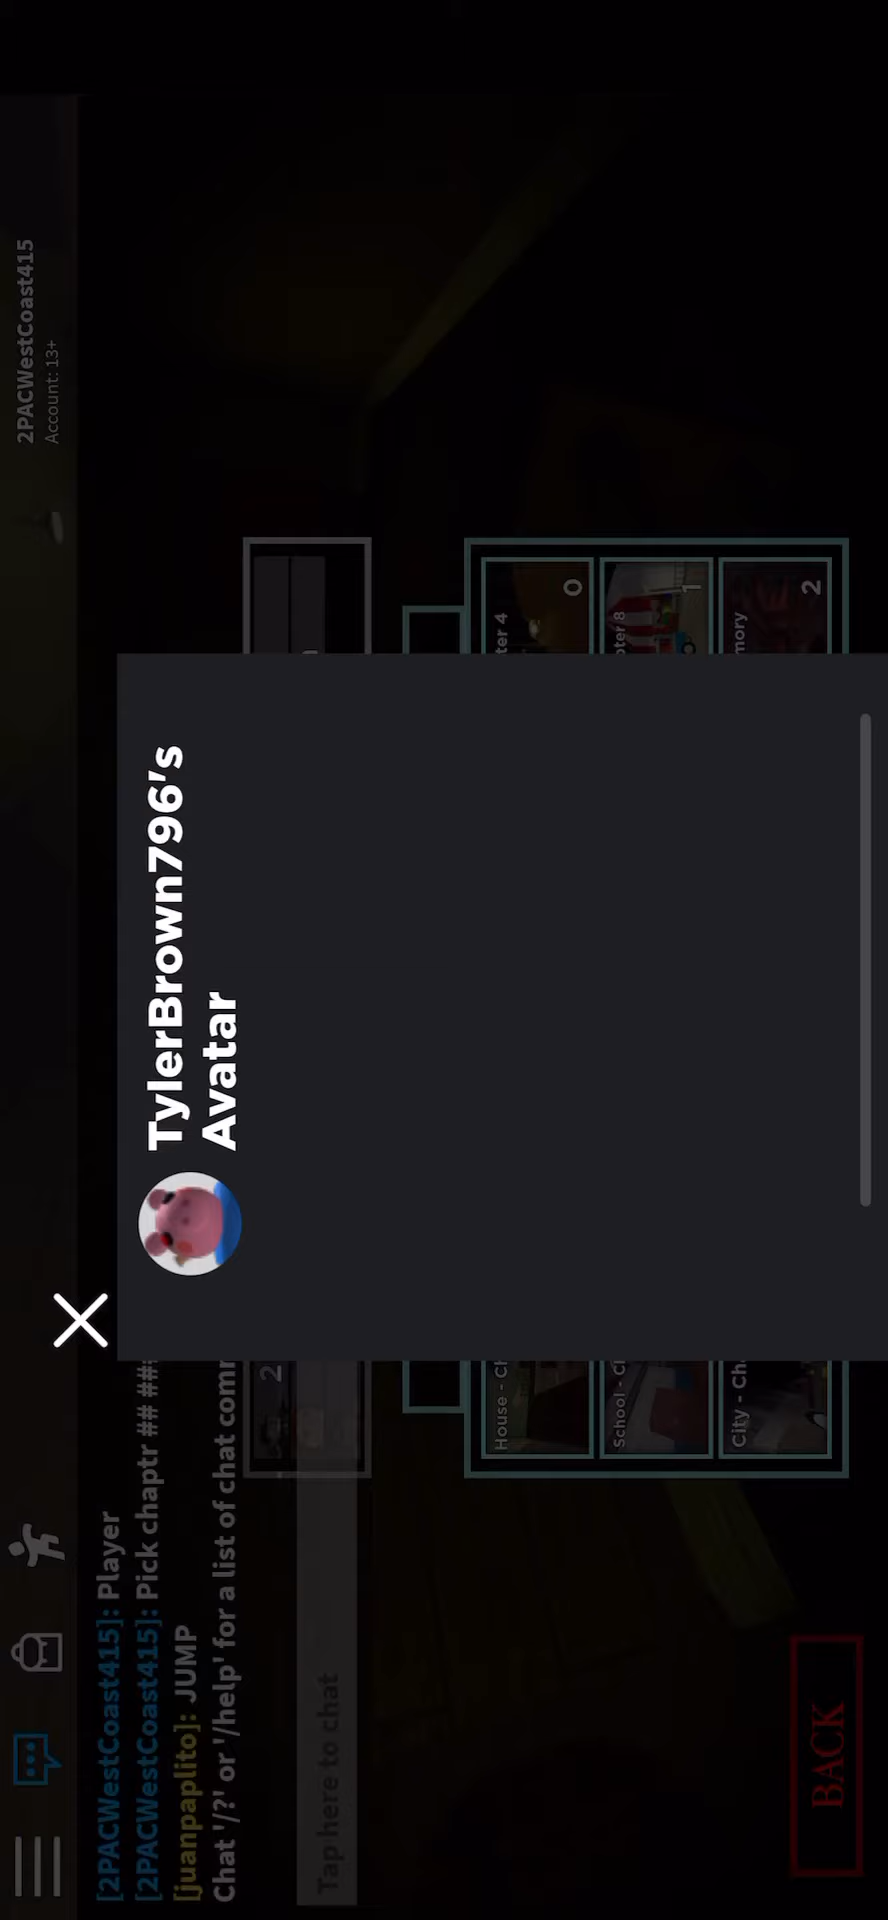 2PACWestCoast415
Account: 13+
[2PACWestCoast415]: Player
[2PACWestCoast415]: Pick chaptr ## ##
[juanpaplito]: JUMP
Chat '/?' or '/help' for a list of chat comm
Tap here to chat
TylerBrown796's
Avatar
2
House - Ch
ter 4
0
School - Ch
pter 8
1
City - Cha
mory
2
BACK